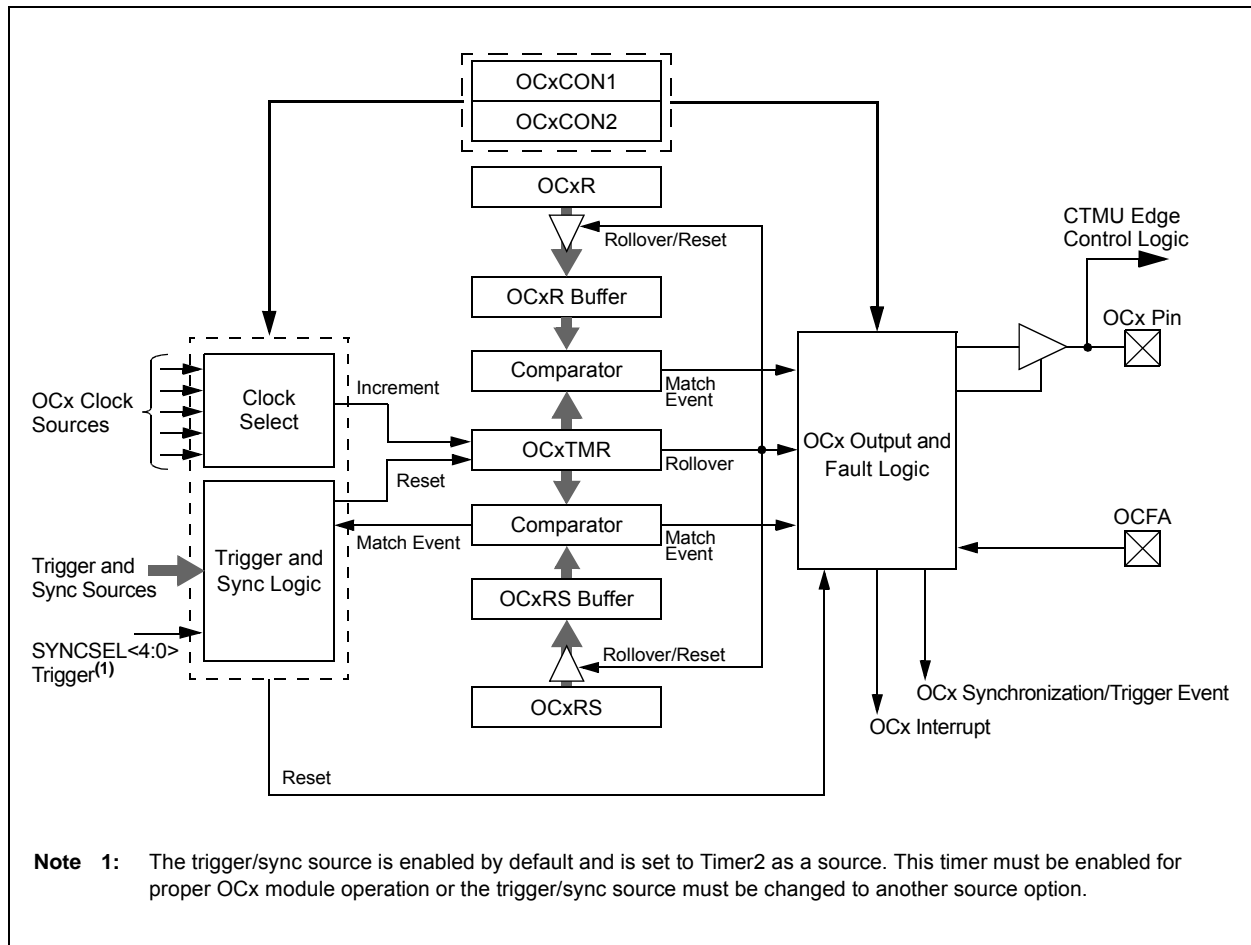 OCxCON1
OCxCON2
OCxR
Rollover/Reset
CTMU Edge
Control Logic
OCxR Buffer
OCx Pin
Comparator
Match
Event
OCx Clock
Sources
Clock
Select
Increment
OCxTMR
Rollover
OCx Output and
Fault Logic
Reset
Comparator
Match Event
Match
Event
OCFA
Trigger and
Sync Sources
Trigger and
Sync Logic
OCxRS Buffer
SYNCSEL<4:0>
Trigger(1)
Rollover/Reset
OCxRS
OCx Synchronization/Trigger Event
OCx Interrupt
Reset
Note 1: The trigger/sync source is enabled by default and is set to Timer2 as a source. This timer must be enabled for
proper OCx module operation or the trigger/sync source must be changed to another source option.